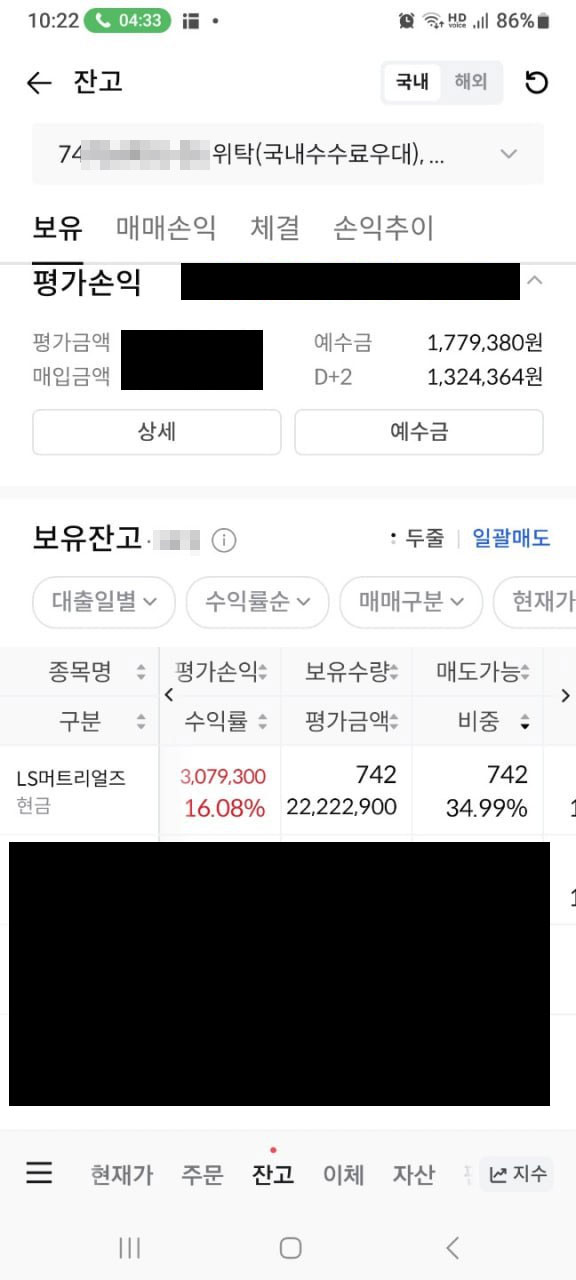 10:22 04:33 HD voice 86%
잔고 국내 해외
74 위탁(국내수수료우대), ...
보유 매매손익 체결 손익추이
평가손익
평가금액 예수금 1,779,380원
매입금액 D+2 1,324,364원
상세 예수금
보유잔고 · 두줄 | 일괄매도
대출일별 수익률순 매매구분 현재가
종목명 평가손익 보유수량 매도가능
구분 수익률 평가금액 비중
LS머트리얼즈 3,079,300 742 742
현금 16.08% 22,222,900 34.99% 1
1
현재가 주문 잔고 이체 자산 지수